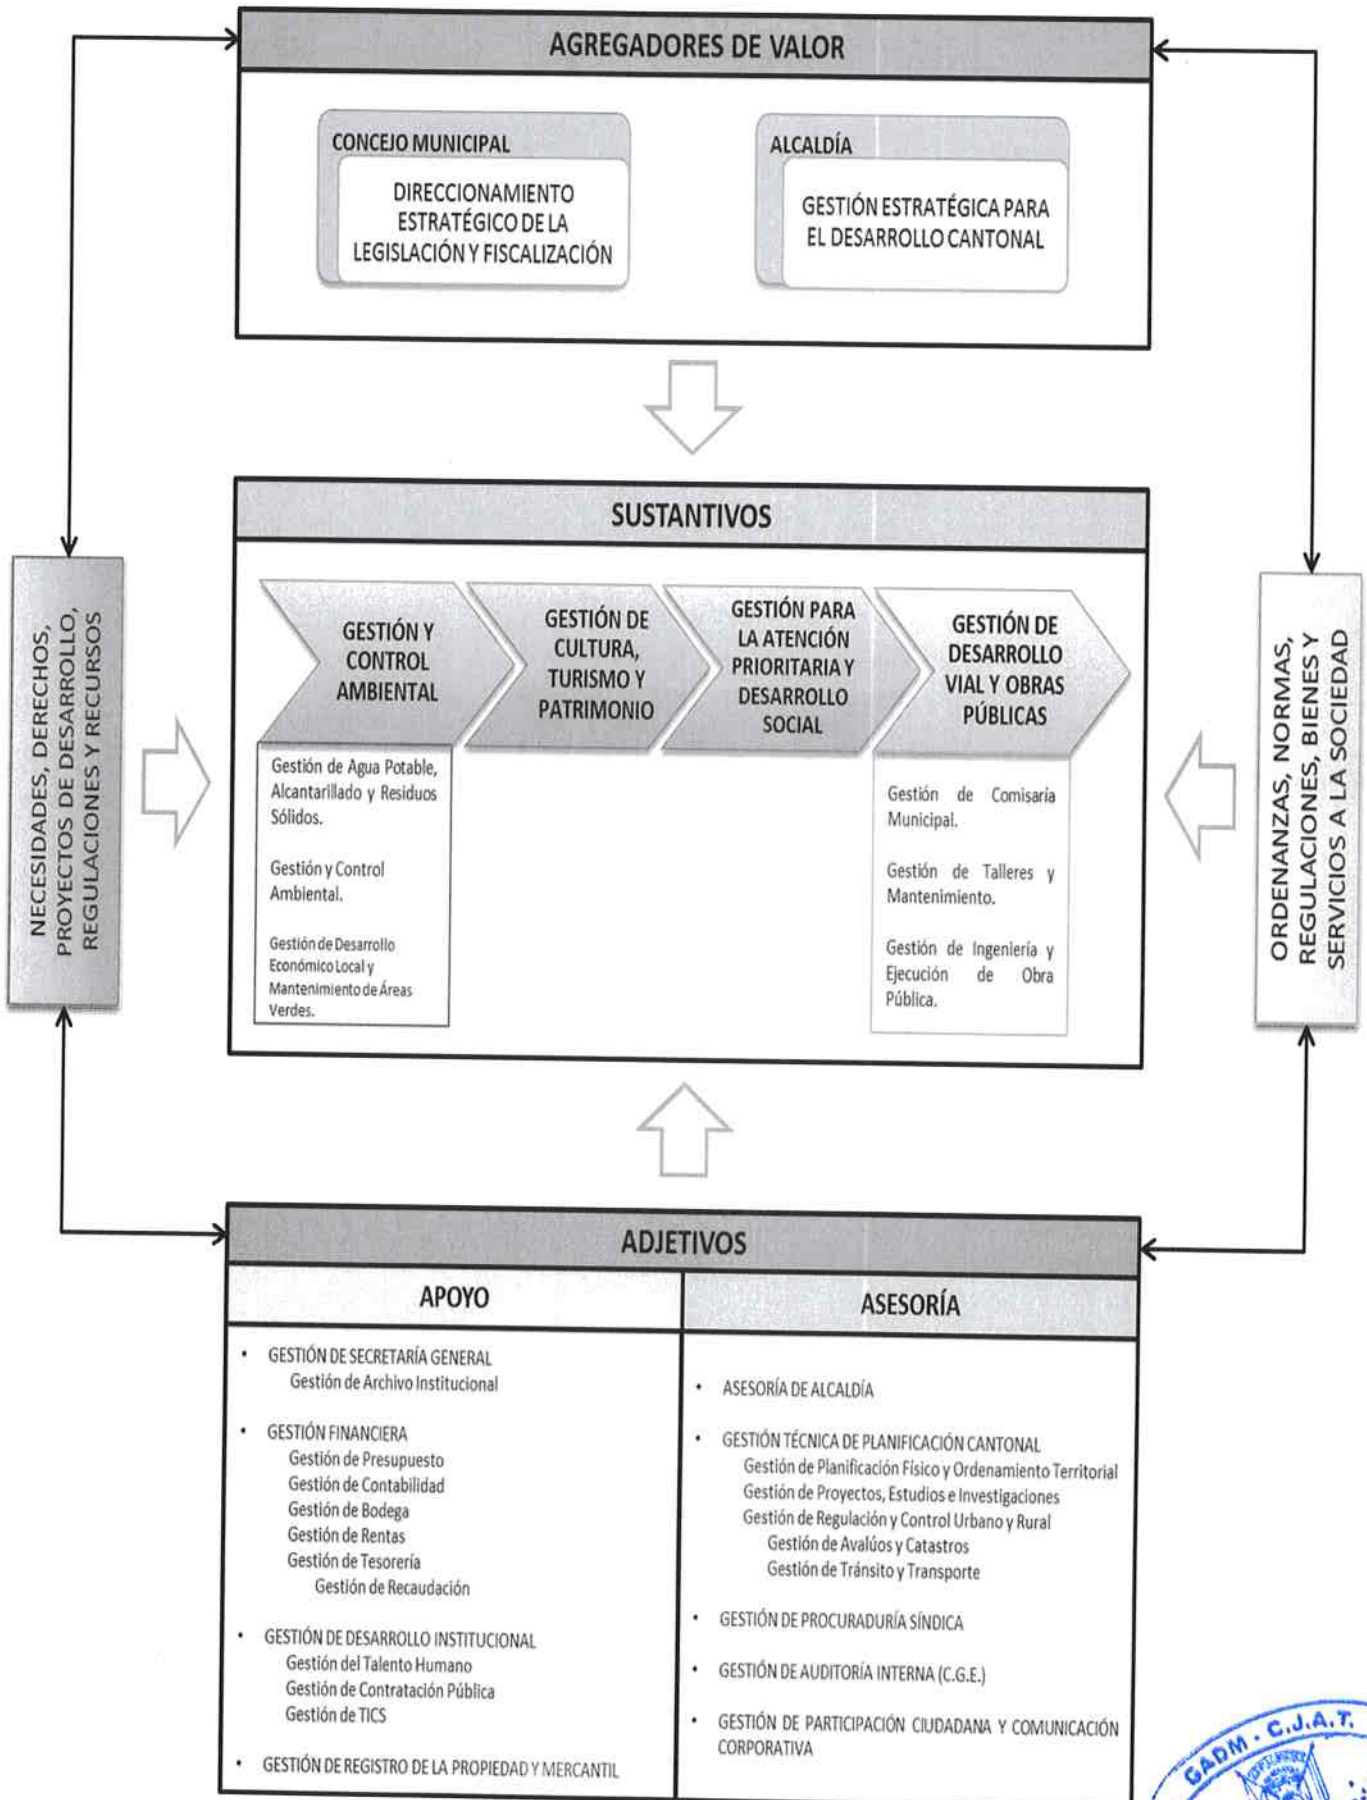 AGREGADORES DE VALOR
CONCEJO MUNICIPAL
DIRECCIONAMIENTO
ESTRATÉGICO DE LA
LEGISLACIÓN Y FISCALIZACIÓN
ALCALDÍA
GESTIÓN ESTRATÉGICA PARA
EL DESARROLLO CANTONAL
NECESIDADES, DERECHOS,
PROYECTOS DE DESARROLLO,
REGULACIONES Y RECURSOS
SUSTANTIVOS
GESTIÓN Y
CONTROL
AMBIENTAL
GESTIÓN DE
CULTURA,
TURISMO Y
PATRIMONIO
GESTIÓN PARA
LA ATENCIÓN
PRIORITARIA Y
DESARROLLO
SOCIAL
GESTIÓN DE
DESARROLLO
VIAL Y OBRAS
PÚBLICAS
Gestión de Agua Potable,
Alcantarillado y Residuos
Sólidos.
Gestión y Control
Ambiental.
Gestión de Desarrollo
Económico Local y
Mantenimiento de Áreas
Verdes.
Gestión de Comisaría
Municipal.
Gestión de Talleres y
Mantenimiento.
Gestión de Ingeniería y
Ejecución de Obra
Pública.
ORDENANZAS, NORMAS,
REGULACIONES, BIENES Y
SERVICIOS A LA SOCIEDAD
ADJETIVOS
APOYO
• GESTIÓN DE SECRETARÍA GENERAL
Gestión de Archivo Institucional
• GESTIÓN FINANCIERA
Gestión de Presupuesto
Gestión de Contabilidad
Gestión de Bodega
Gestión de Rentas
Gestión de Tesorería
Gestión de Recaudación
• GESTIÓN DE DESARROLLO INSTITUCIONAL
Gestión del Talento Humano
Gestión de Contratación Pública
Gestión de TICS
• GESTIÓN DE REGISTRO DE LA PROPIEDAD Y MERCANTIL
ASESORÍA
• ASESORÍA DE ALCALDÍA
• GESTIÓN TÉCNICA DE PLANIFICACIÓN CANTONAL
Gestión de Planificación Físico y Ordenamiento Territorial
Gestión de Proyectos, Estudios e Investigaciones
Gestión de Regulación y Control Urbano y Rural
Gestión de Avalúos y Catastros
Gestión de Tránsito y Transporte
• GESTIÓN DE PROCURADURÍA SÍNDICA
• GESTIÓN DE AUDITORÍA INTERNA (C.G.E.)
• GESTIÓN DE PARTICIPACIÓN CIUDADANA Y COMUNICACIÓN
CORPORATIVA
GADM. C.J.A.T.